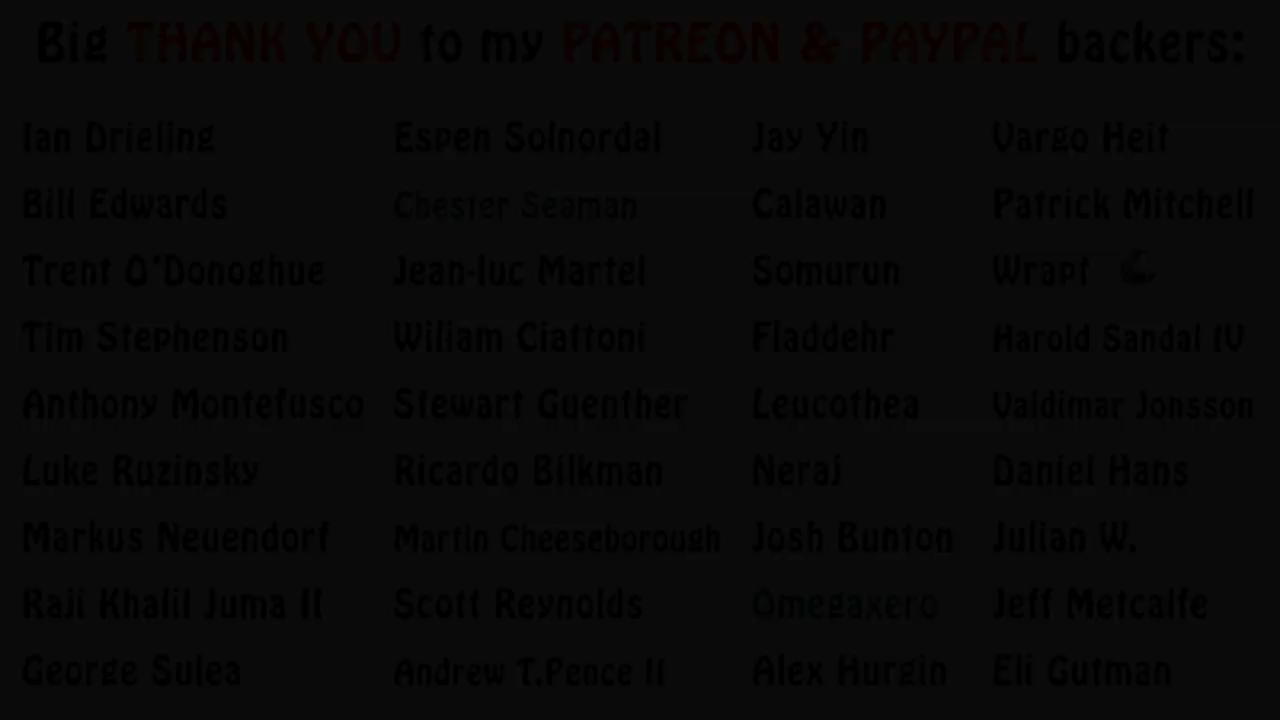 Big THANK YOU to my PATREON & PAYPAL backers:
Ian Drieling Espen Solnordal Jay Yin Vargo Heit
Bill Edwards Chester Seaman Calawan Patrick Mitchell
Trent O'Donoghue Jean-luc Martel Somurun Wrapt
Tim Stephenson Wiliam Ciattoni Fladdehr Harold Sandal IV
Anthony Montefusco Stewart Guenther Leucothea Valdimar Jonsson
Luke Ruzinsky Ricardo Bilkman Neraj Daniel Hans
Markus Neuendorf Martin Cheeseborough Josh Bunton Julian W.
Raji Khalil Juma II Scott Reynolds Omegaxero Jeff Metcalfe
George Sulea Andrew T.Pence II Alex Hurgin Eli Gutman